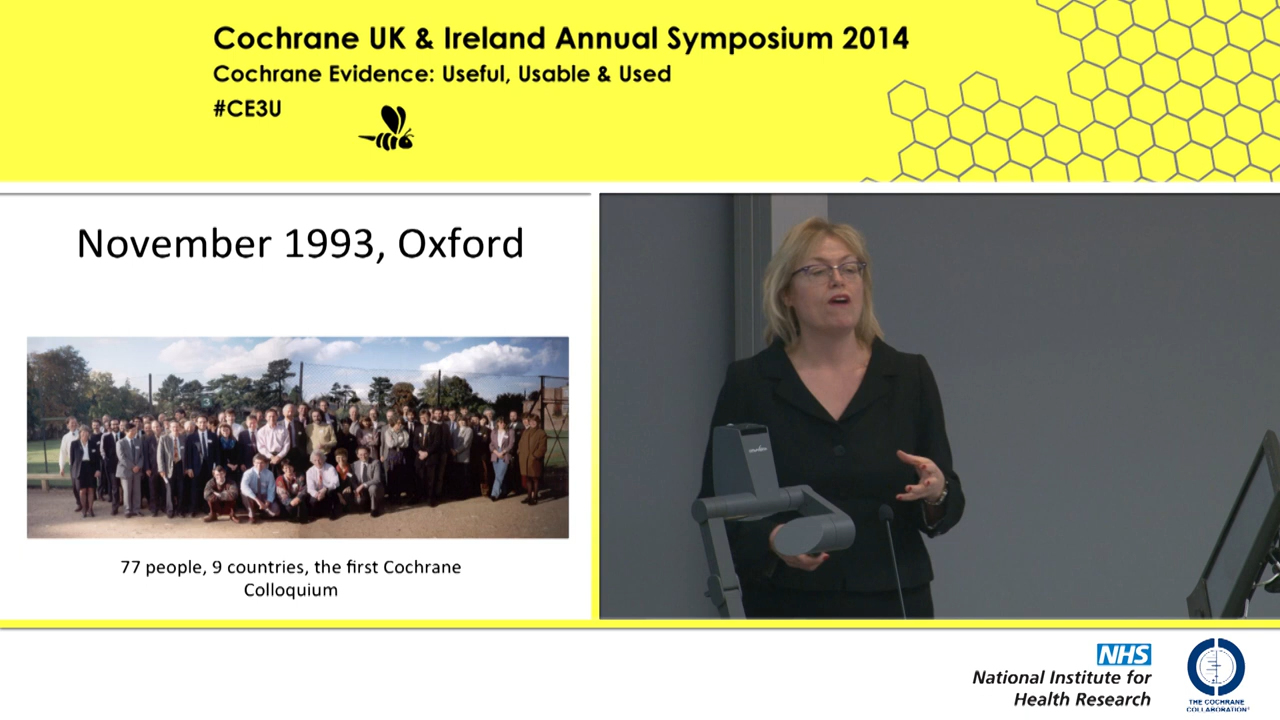 Cochrane UK & Ireland Annual Symposium 2014
Cochrane Evidence: Useful, Usable & Used
#CE3U
November 1993, Oxford
77 people, 9 countries, the first Cochrane
Colloquium
NHS
National Institute for
Health Research
THE COCHRANE
COLLABORATION®